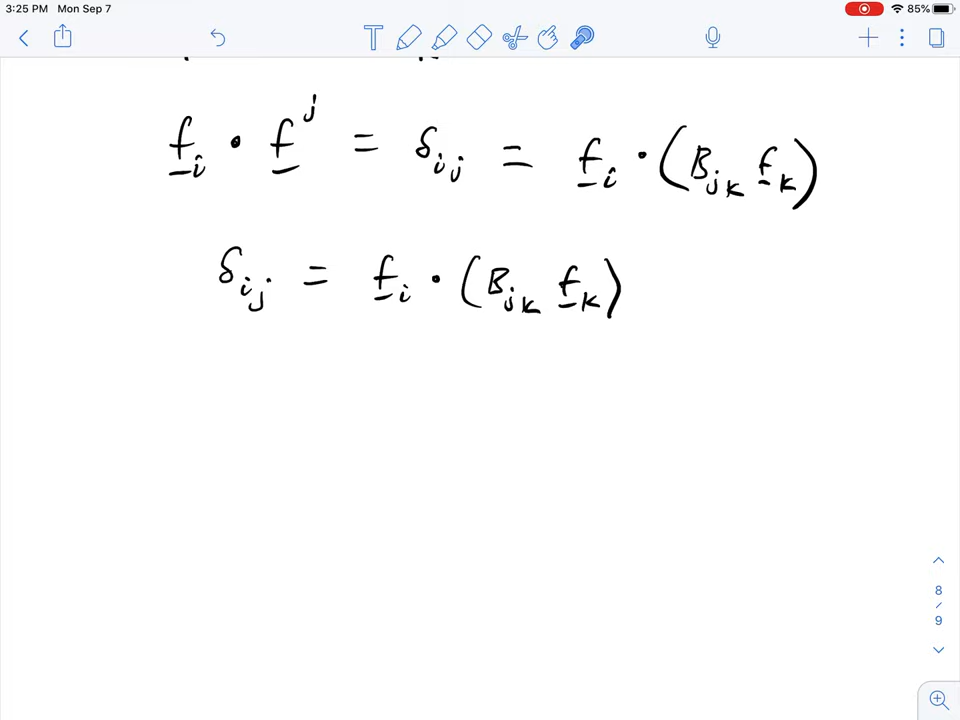 3:25 PM Mon Sep 7 85%
T
f_i · f^j = δ_ij = f_i · (B_jk f_k)
δ_ij = f_i · (B_jk f_k)
8
/
9